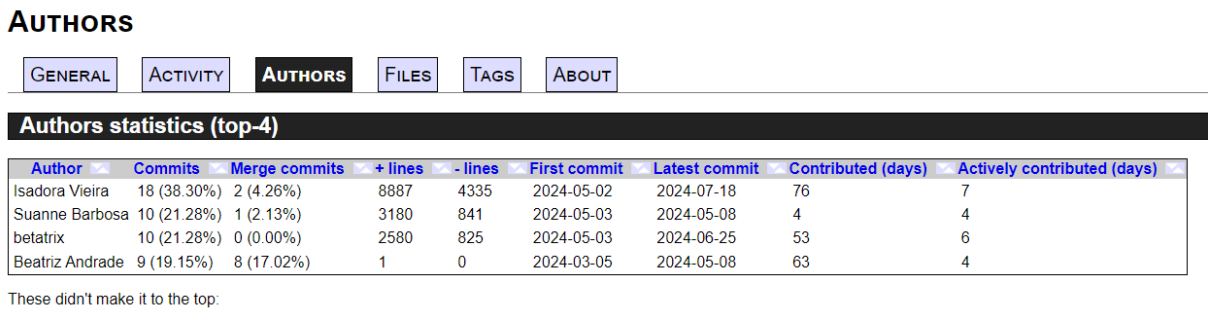 AUTHORS
GENERAL ACTIVITY AUTHORS FILES TAGS ABOUT
Authors statistics (top-4)
Author Commits Merge commits + lines - lines First commit Latest commit Contributed (days) Actively contributed (days)
Isadora Vieira 18 (38.30%) 2 (4.26%) 8887 4335 2024-05-02 2024-07-18 76 7
Suanne Barbosa 10 (21.28%) 1 (2.13%) 3180 841 2024-05-03 2024-05-08 4 4
betatrix 10 (21.28%) 0 (0.00%) 2580 825 2024-05-03 2024-06-25 53 6
Beatriz Andrade 9 (19.15%) 8 (17.02%) 1 0 2024-03-05 2024-05-08 63 4
These didn't make it to the top: